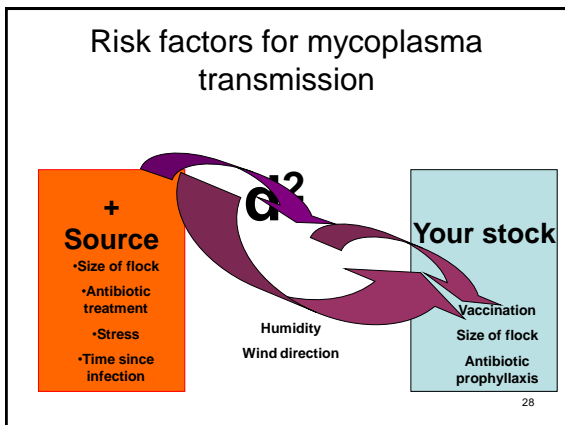 Risk factors for mycoplasma
transmission
+
Source
•Size of flock
•Antibiotic
treatment
•Stress
•Time since
infection
d²
Humidity
Wind direction
Your stock
Vaccination
Size of flock
Antibiotic
prophyllaxis
28